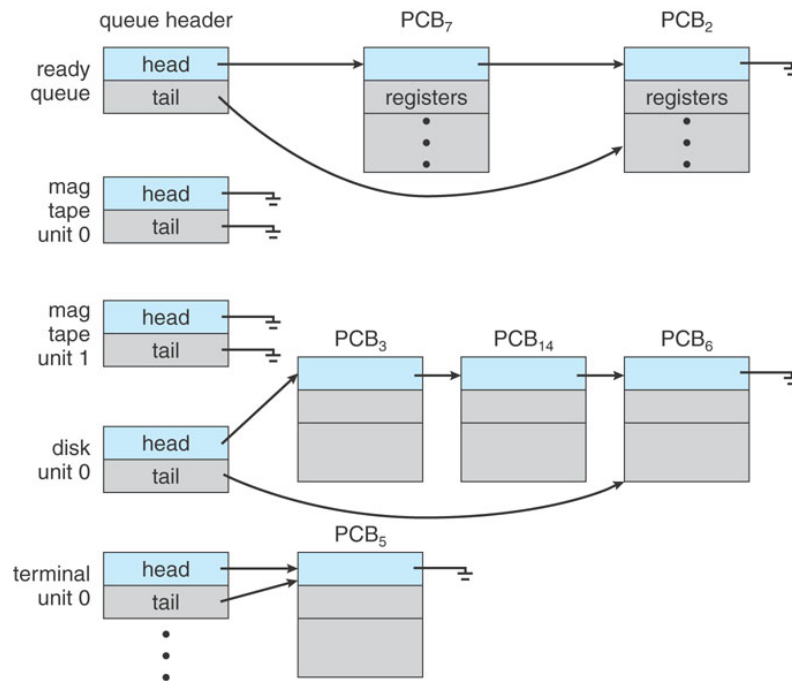 queue header PCB₇ PCB₂
ready
queue
head
tail
registers
registers
mag
tape
unit 0
head
tail
mag
tape
unit 1
head
tail
PCB₃ PCB₁₄ PCB₆
disk
unit 0
head
tail
PCB₅
terminal
unit 0
head
tail